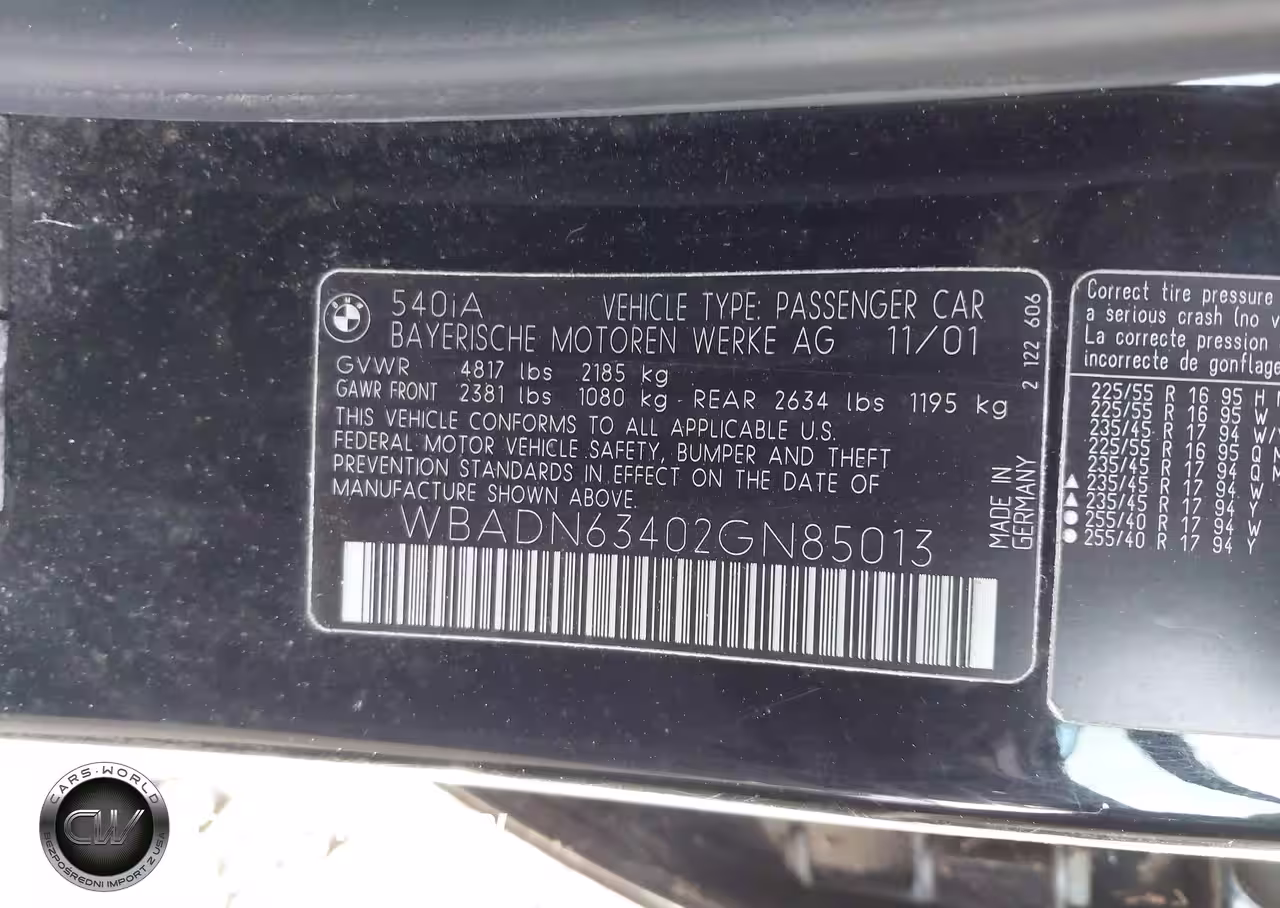 540iA VEHICLE TYPE: PASSENGER CAR
BAYERISCHE MOTOREN WERKE AG 11/01
GVWR 4817 lbs 2185 kg
GAWR FRONT 2381 lbs 1080 kg - REAR 2634 lbs 1195 kg
THIS VEHICLE CONFORMS TO ALL APPLICABLE U.S.
FEDERAL MOTOR VEHICLE SAFETY, BUMPER AND THEFT
PREVENTION STANDARDS IN EFFECT ON THE DATE OF
MANUFACTURE SHOWN ABOVE.
WBADN63402GN85013
2 122 606
MADE IN
GERMANY
BMW
Correct tire pressure
a serious crash (no
La correcte pression
incorrecte de gonflage
225/55 R 16 95 H
225/55 R 16 95 W
235/45 R 17 94 W/
225/55 R 16 95 Q
235/45 R 17 94 Q
235/45 R 17 94 W
235/45 R 17 94 Y
255/40 R 17 94 W
255/40 R 17 94 Y
CARS-WORLD
CW
BEZPOŚREDNI IMPORT Z USA